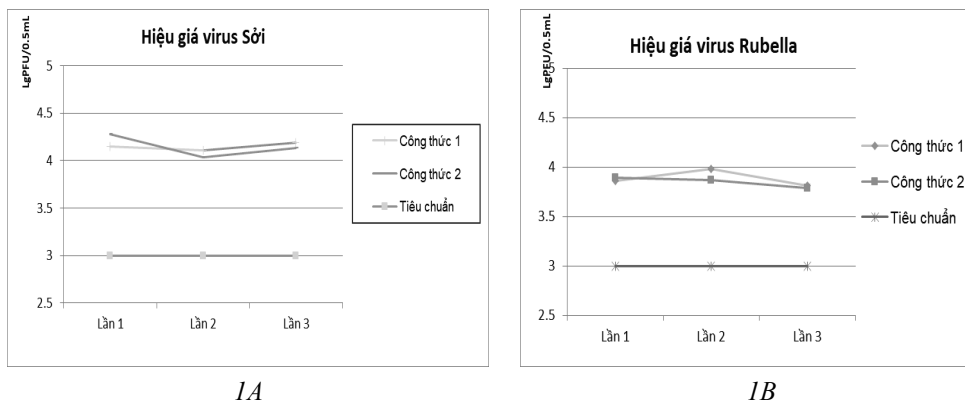 Hiệu giá virus Sởi
LgPFU/0.5mL
5
4.5
4
3.5
3
2.5
Lần 1 Lần 2 Lần 3
Công thức 1
Công thức 2
Tiêu chuẩn
1A
Hiệu giá virus Rubella
LgPFU/0.5mL
5
4.5
4
3.5
3
2.5
Lần 1 Lần 2 Lần 3
Công thức 1
Công thức 2
Tiêu chuẩn
1B